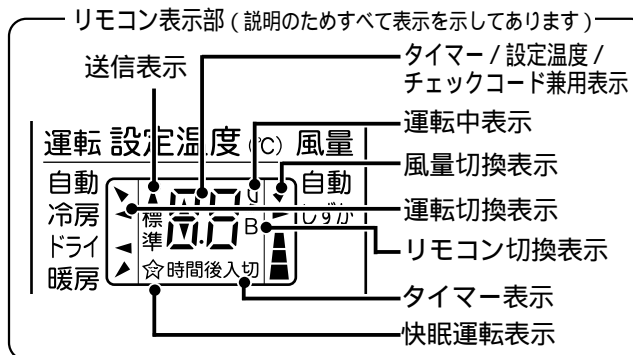 リモコン表示部(説明のためすべて表示を示してあります)
送信表示
タイマー/設定温度/
チェックコード兼用表示
運転中表示
風量切換表示
運転切換表示
リモコン切換表示
タイマー表示
快眠運転表示
運転 設定温度(℃) 風量
自動
冷房
ドライ
暖房
標準
8.8
B
☆時間後入切
自動
しずか